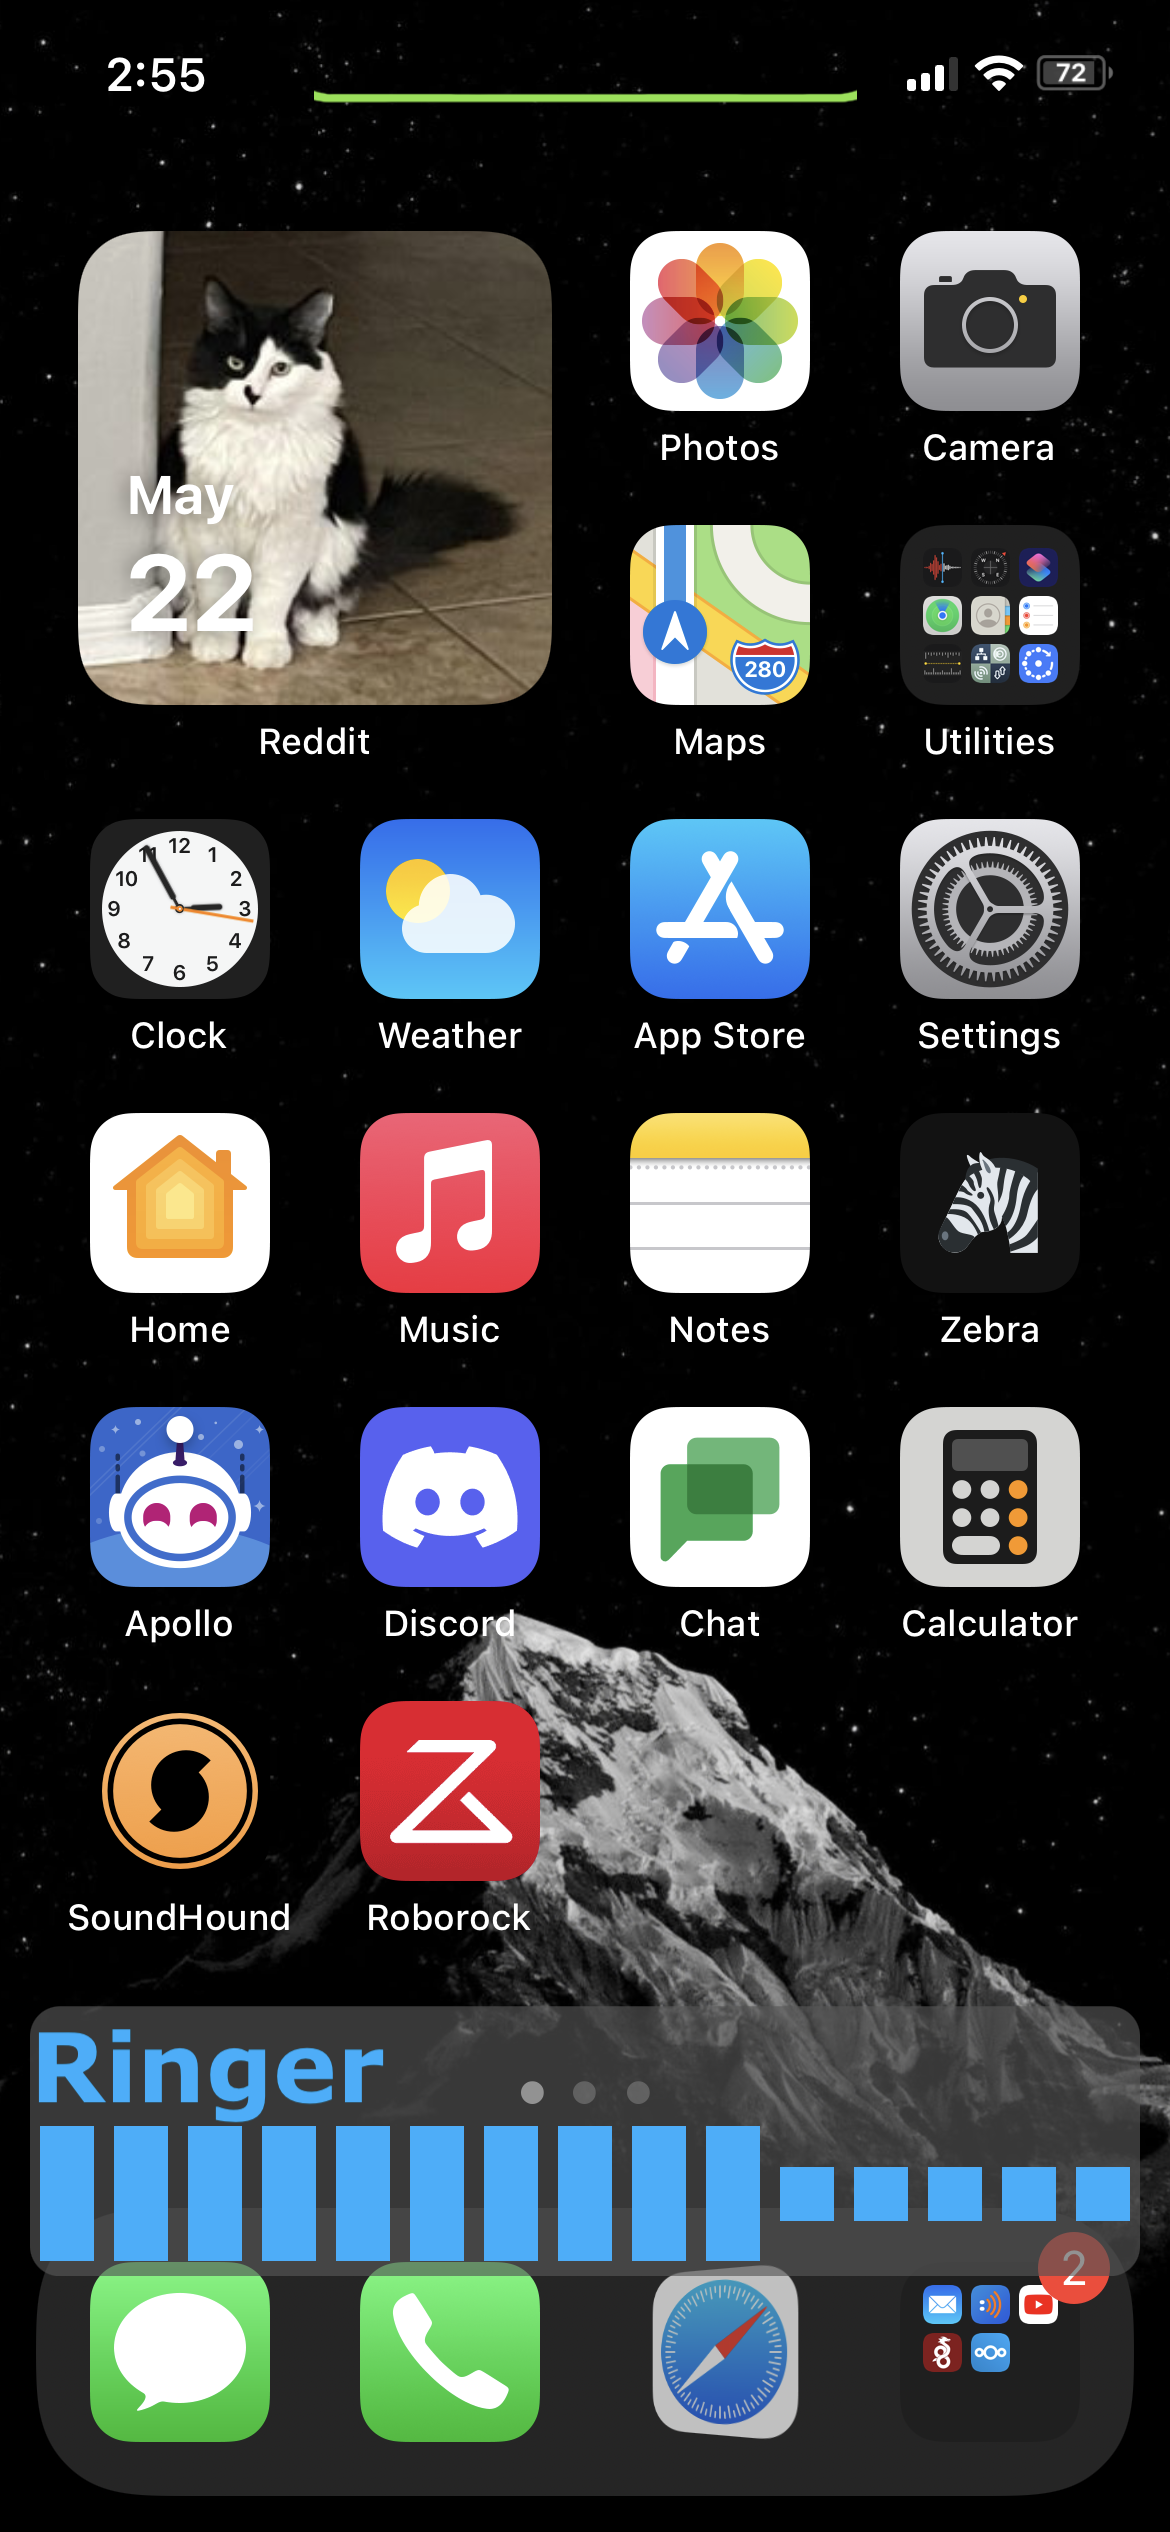 2:55
72
May
22
Reddit
Photos
Camera
280
Maps
Utilities
12
11
1
10
2
9
3
8
4
7
5
6
Clock
Weather
App Store
Settings
Home
Music
Notes
Zebra
Apollo
Discord
Chat
Calculator
SoundHound
Roborock
Ringer
2